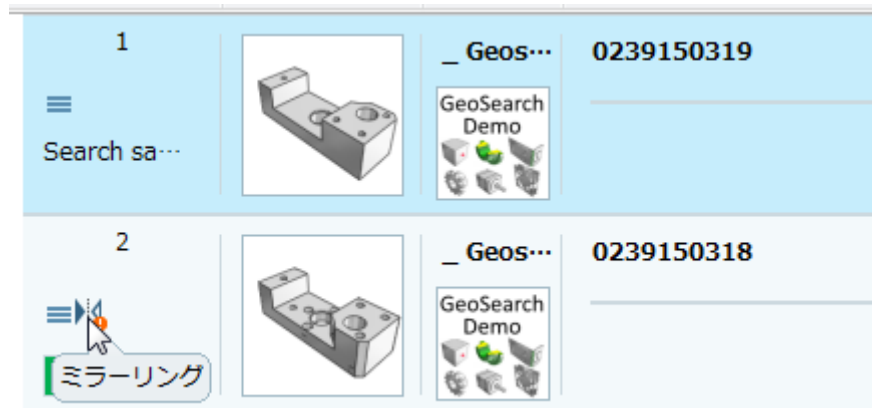 1
Search sa…
_ Geos…
GeoSearch
Demo
0239150319
2
ミラーリング
_ Geos…
GeoSearch
Demo
0239150318